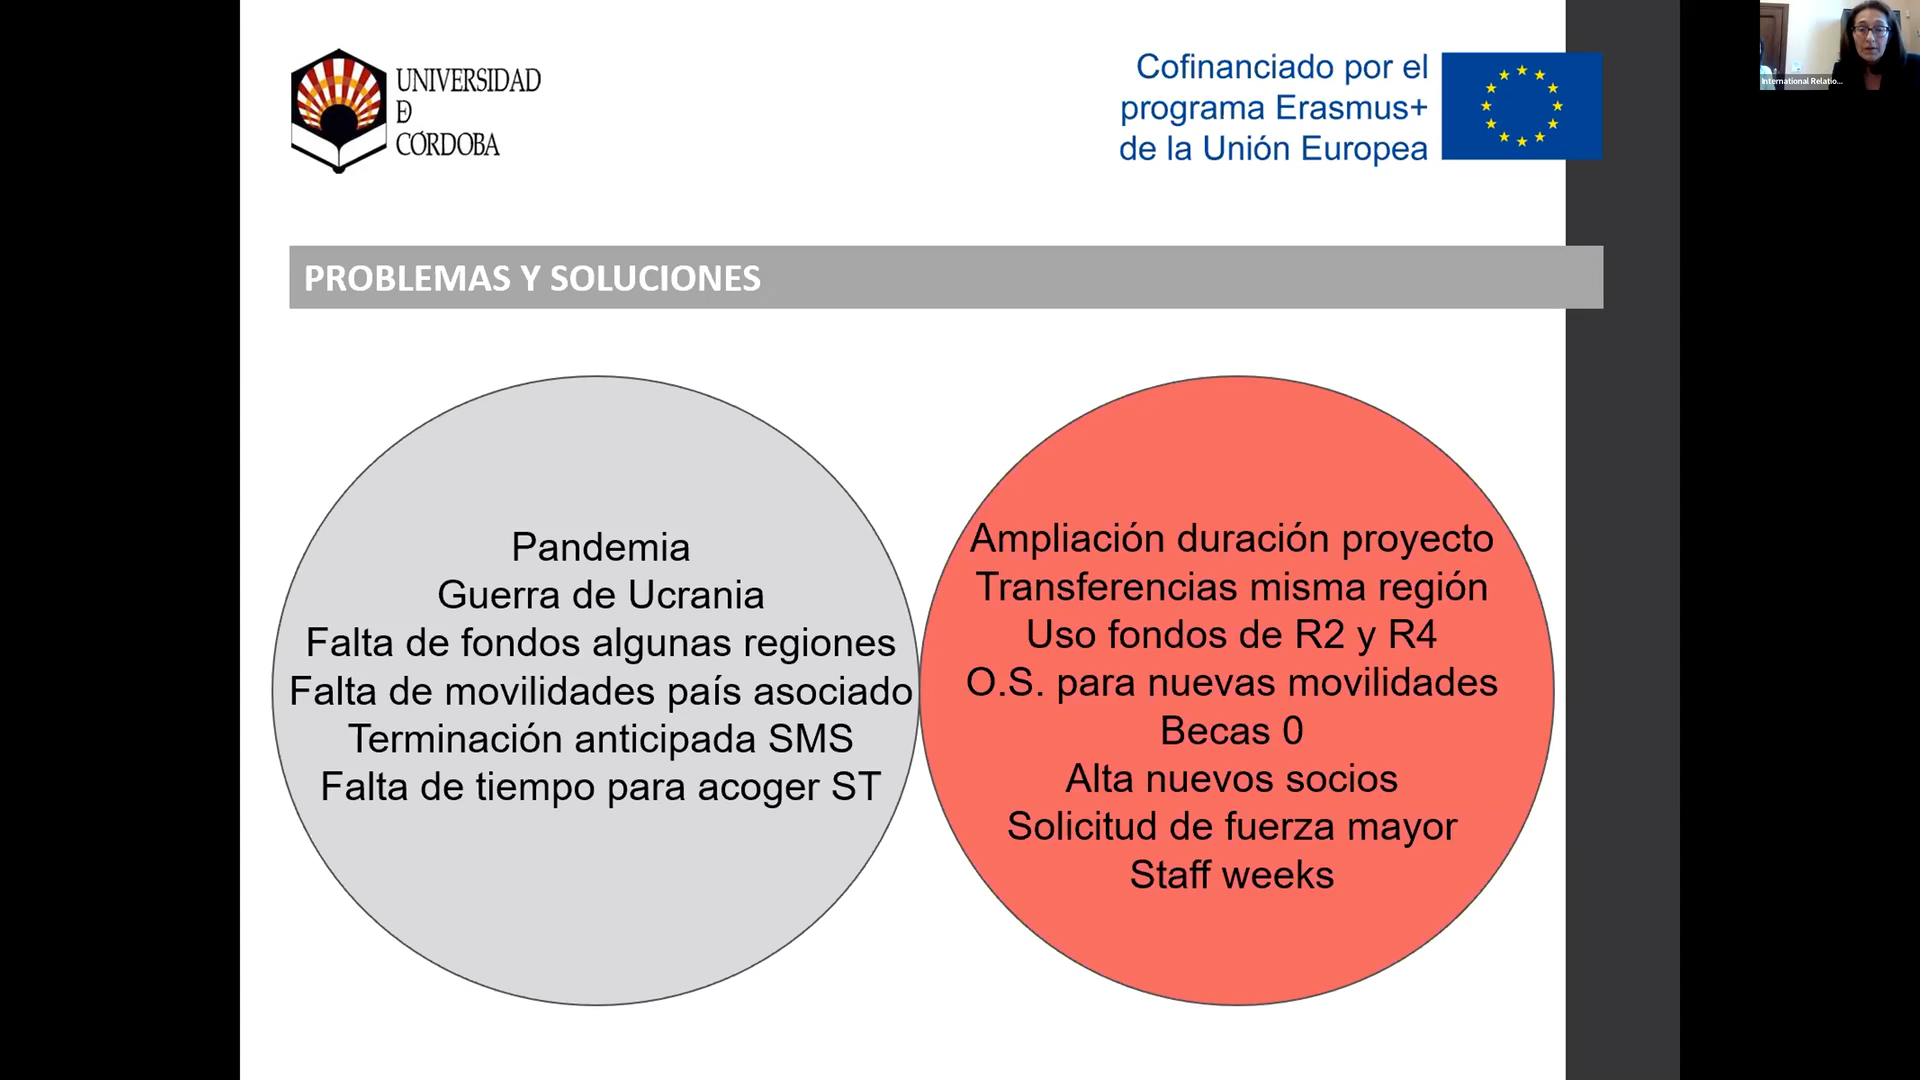 UNIVERSIDAD
DE
CÓRDOBA
Cofinanciado por el
programa Erasmus+
de la Unión Europea
International Relatio...
PROBLEMAS Y SOLUCIONES
Pandemia
Guerra de Ucrania
Falta de fondos algunas regiones
Falta de movilidades país asociado
Terminación anticipada SMS
Falta de tiempo para acoger ST
Ampliación duración proyecto
Transferencias misma región
Uso fondos de R2 y R4
O.S. para nuevas movilidades
Becas 0
Alta nuevos socios
Solicitud de fuerza mayor
Staff weeks